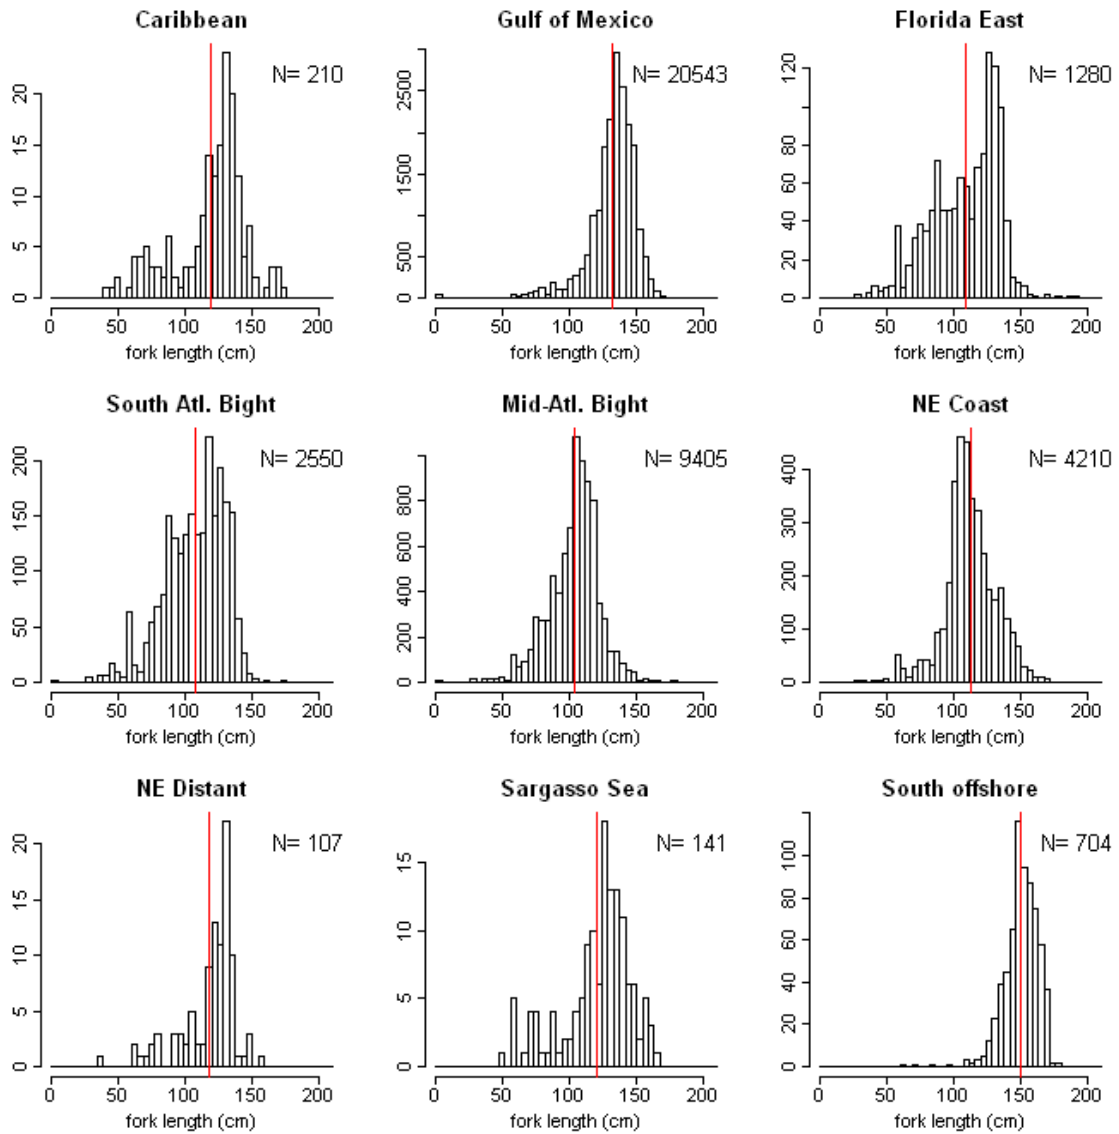 Caribbean
N= 210
20
15
10
5
0
0 50 100 150 200
fork length (cm)
Gulf of Mexico
N= 20543
2500
1500
500
0
0 50 100 150 200
fork length (cm)
Florida East
N= 1280
120
80
60
40
20
0
0 50 100 150 200
fork length (cm)
South Atl. Bight
N= 2550
200
150
100
50
0
0 50 100 150 200
fork length (cm)
Mid-Atl. Bight
N= 9405
800
600
400
200
0
0 50 100 150 200
fork length (cm)
NE Coast
N= 4210
400
300
200
100
0
0 50 100 150 200
fork length (cm)
NE Distant
N= 107
20
15
10
5
0
0 50 100 150 200
fork length (cm)
Sargasso Sea
N= 141
15
10
5
0
0 50 100 150 200
fork length (cm)
South offshore
N= 704
100
80
60
40
20
0
0 50 100 150 200
fork length (cm)